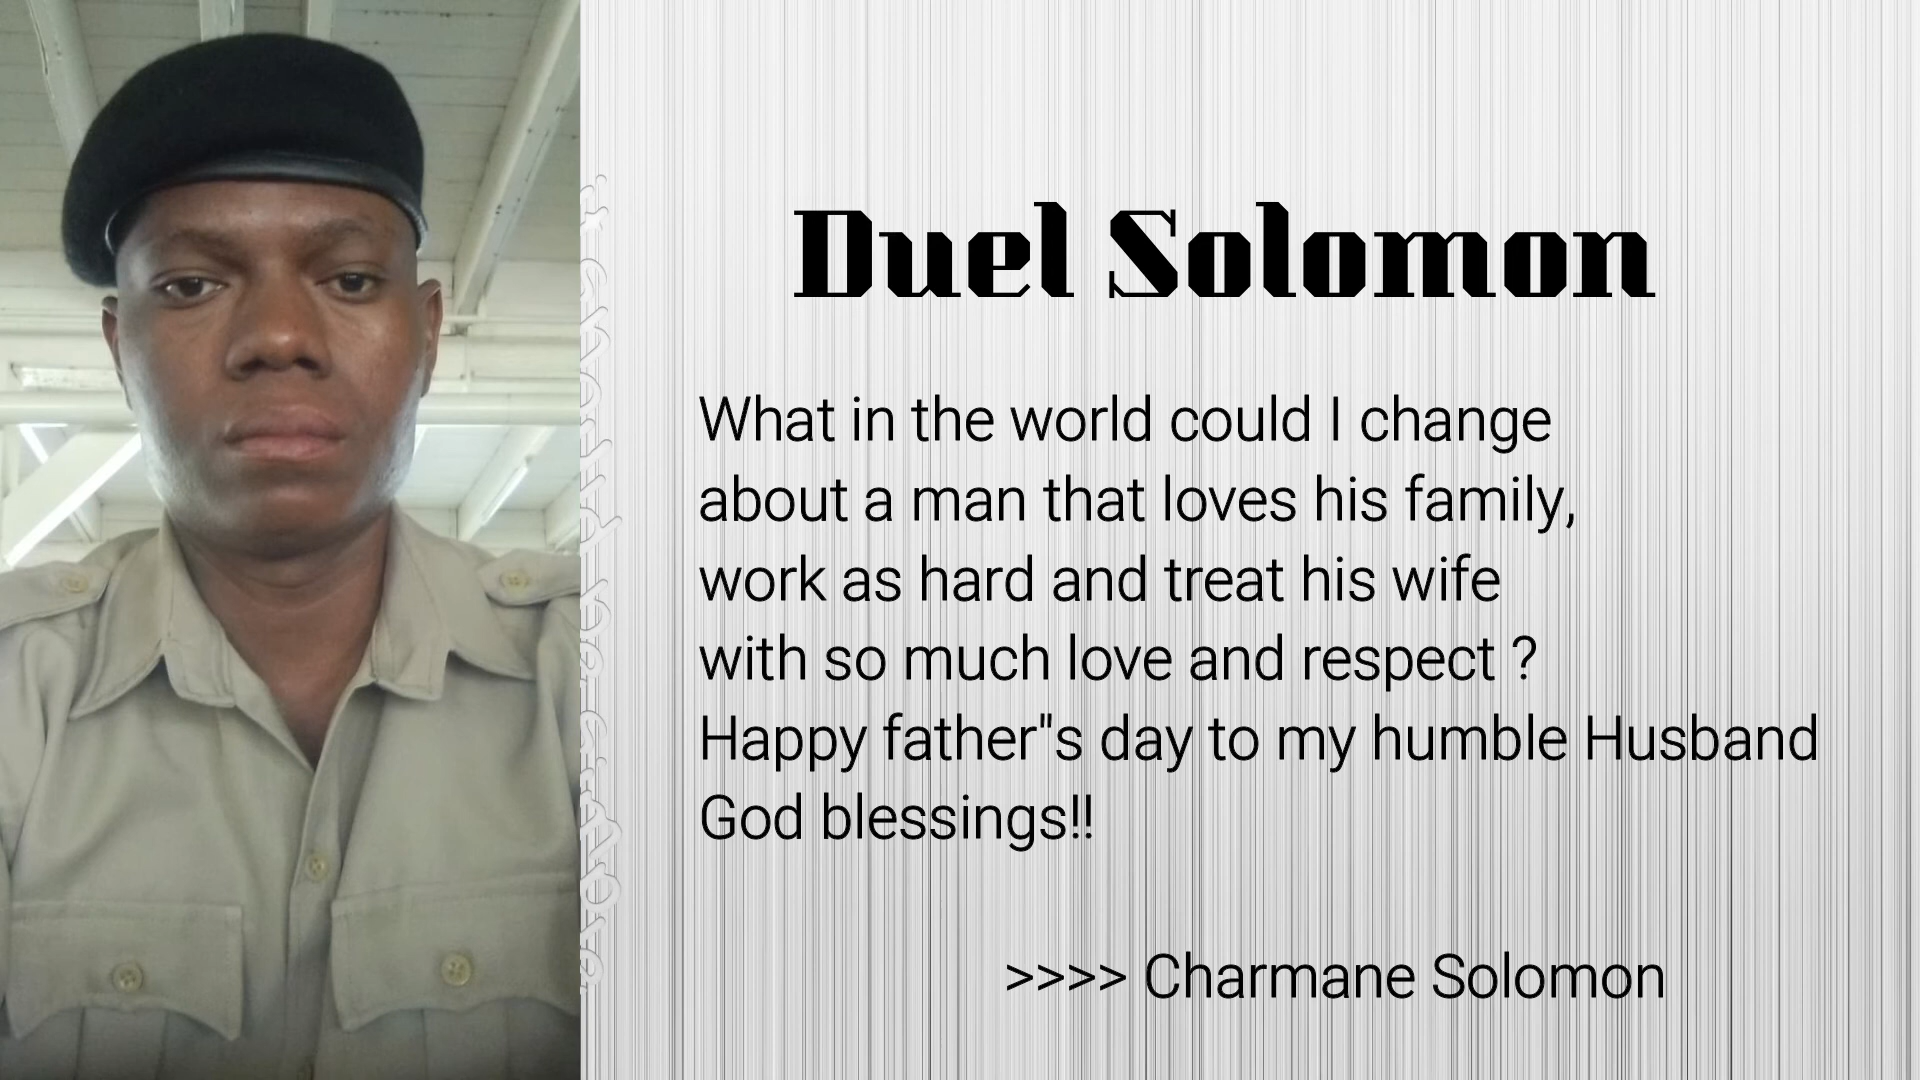 Duel Solomon
What in the world could I change
about a man that loves his family,
work as hard and treat his wife
with so much love and respect ?
Happy father"s day to my humble Husband
God blessings!!
>>>> Charmane Solomon